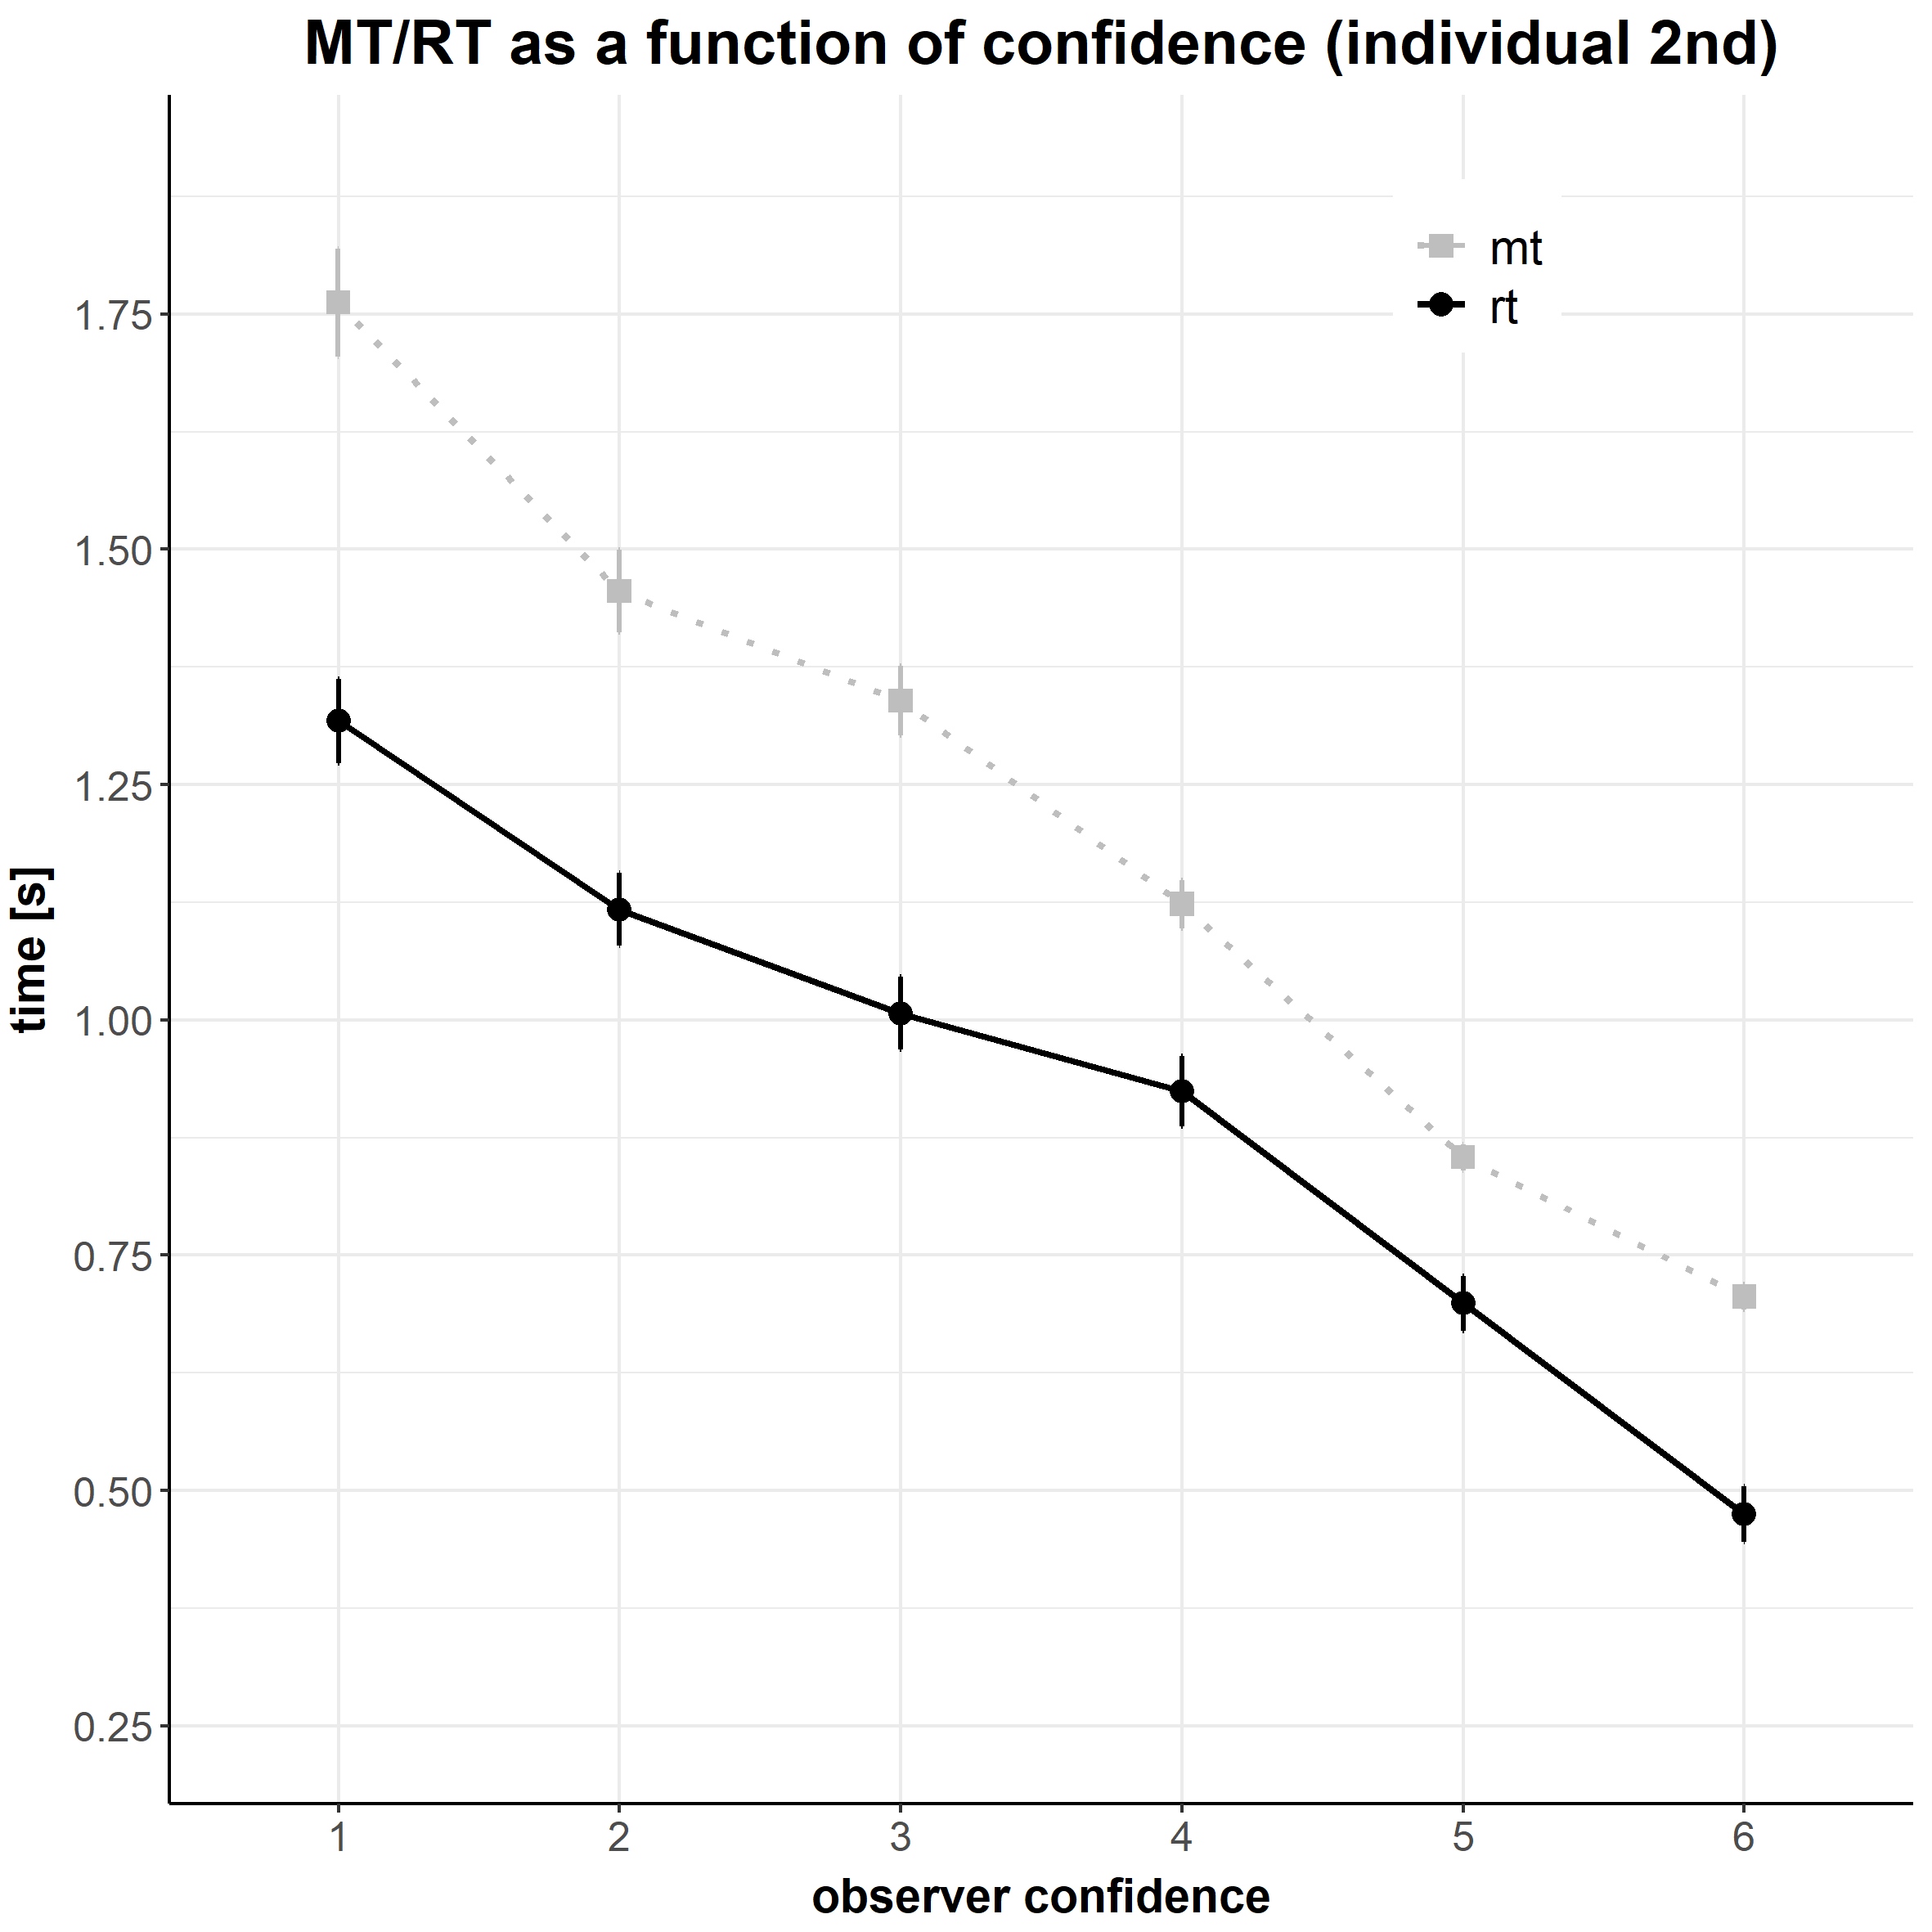 MT/RT as a function of confidence (individual 2nd)
mt
rt
1.75
1.50
1.25
1.00
0.75
0.50
0.25
time [s]
1 2 3 4 5 6
observer confidence